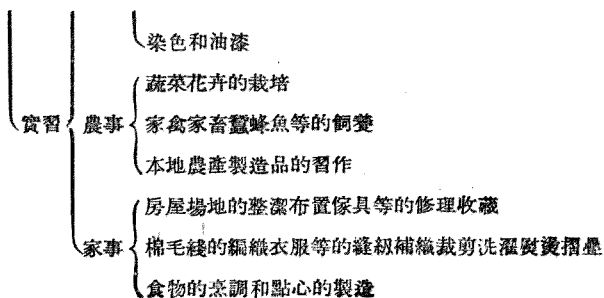 染色和油漆
蔬菜花卉的栽培
實習 農事 家禽家畜蠶蜂魚等的飼養
本地農產製造品的習作
房屋場地的整潔布置傢具等的修理收藏
家事 棉毛綫的編織衣服等的縫紉補織裁剪洗濯熨燙摺疊
食物的烹調和點心的製造